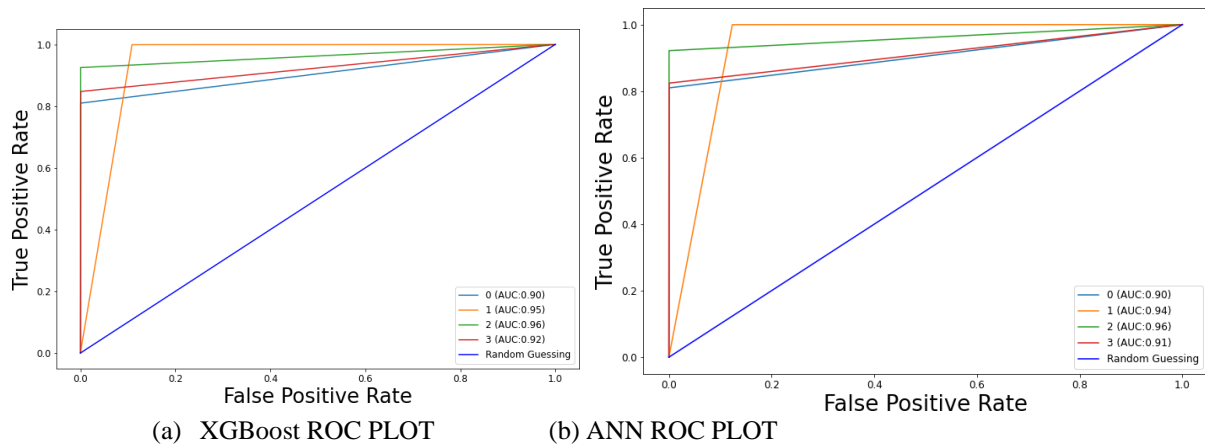 True Positive Rate
1.0
0.8
0.6
0.4
0.2
0.0
0 (AUC:0.90)
1 (AUC:0.95)
2 (AUC:0.96)
3 (AUC:0.92)
Random Guessing
0.0 0.2 0.4 0.6 0.8 1.0
False Positive Rate
(a) XGBoost ROC PLOT
True Positive Rate
1.0
0.8
0.6
0.4
0.2
0.0
0 (AUC:0.90)
1 (AUC:0.94)
2 (AUC:0.96)
3 (AUC:0.91)
Random Guessing
0.0 0.2 0.4 0.6 0.8 1.0
False Positive Rate
(b) ANN ROC PLOT